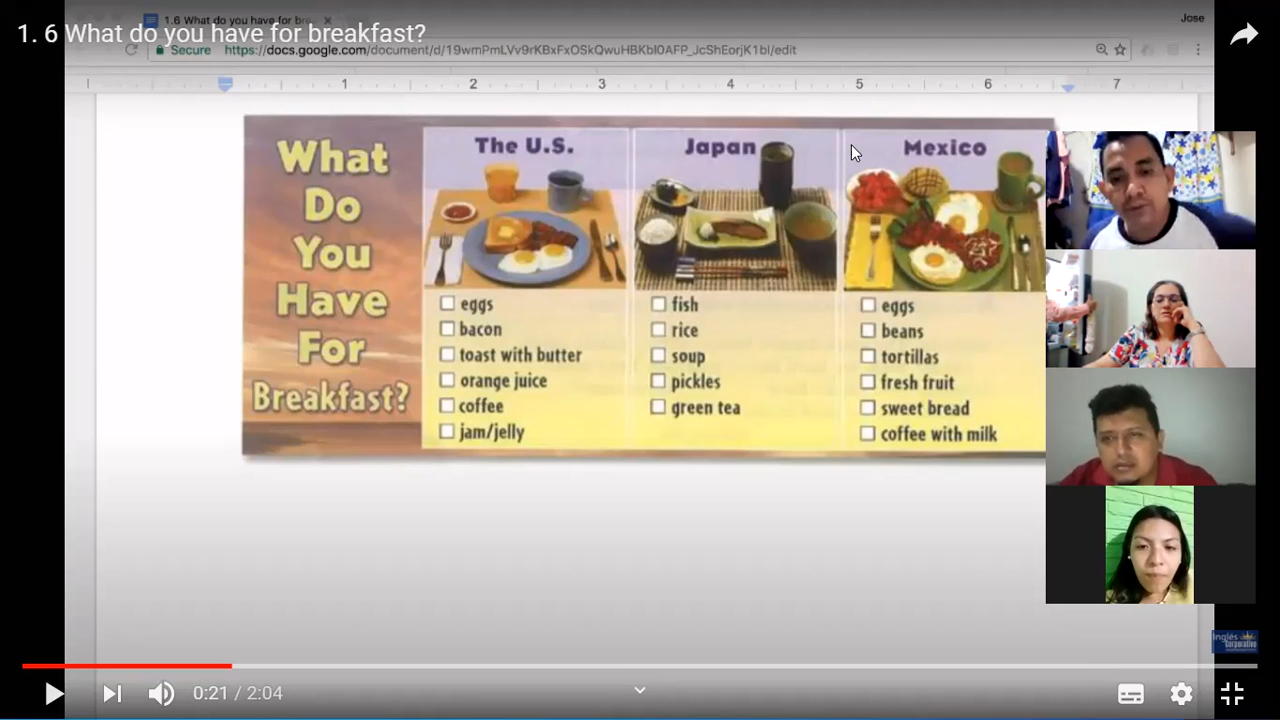 1.6 What do you have for bre
Jose
1. 6 What do you have for breakfast?
Secure https://docs.google.com/document/d/19wmPmLVv9rKBxFxOSkQwuHBKbl0AFP_JcShEorjK1bI/edit
1 2 3 4 5 6 7
What
Do
You
Have
For
Breakfast?
The U.S.
eggs
bacon
toast with butter
orange juice
coffee
jam/jelly
Japan
fish
rice
soup
pickles
green tea
Mexico
eggs
beans
tortillas
fresh fruit
sweet bread
coffee with milk
Inglés
Corporativo
0:21 / 2:04